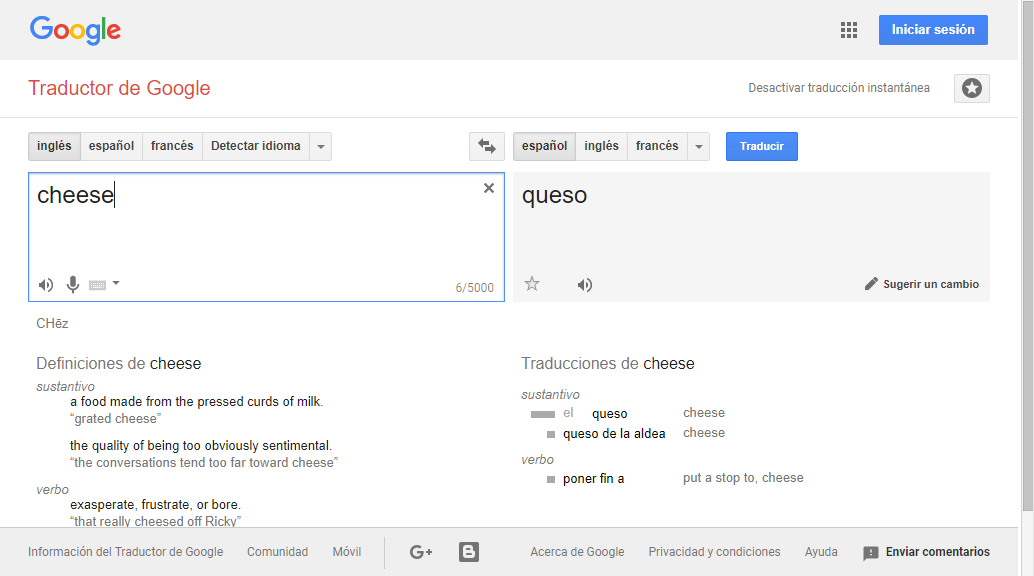 Google
Iniciar sesión
Traductor de Google
Desactivar traducción instantánea
inglés español francés Detectar idioma
español inglés francés Traducir
cheese
queso
6/5000
Sugerir un cambio
CHēz
Definiciones de cheese
sustantivo
a food made from the pressed curds of milk.
“grated cheese”
the quality of being too obviously sentimental.
“the conversations tend too far toward cheese”
verbo
exasperate, frustrate, or bore.
“that really cheesed off Ricky”
Traducciones de cheese
sustantivo
el queso cheese
queso de la aldea cheese
verbo
poner fin a put a stop to, cheese
Información del Traductor de Google Comunidad Móvil G+ B Acerca de Google Privacidad y condiciones Ayuda Enviar comentarios